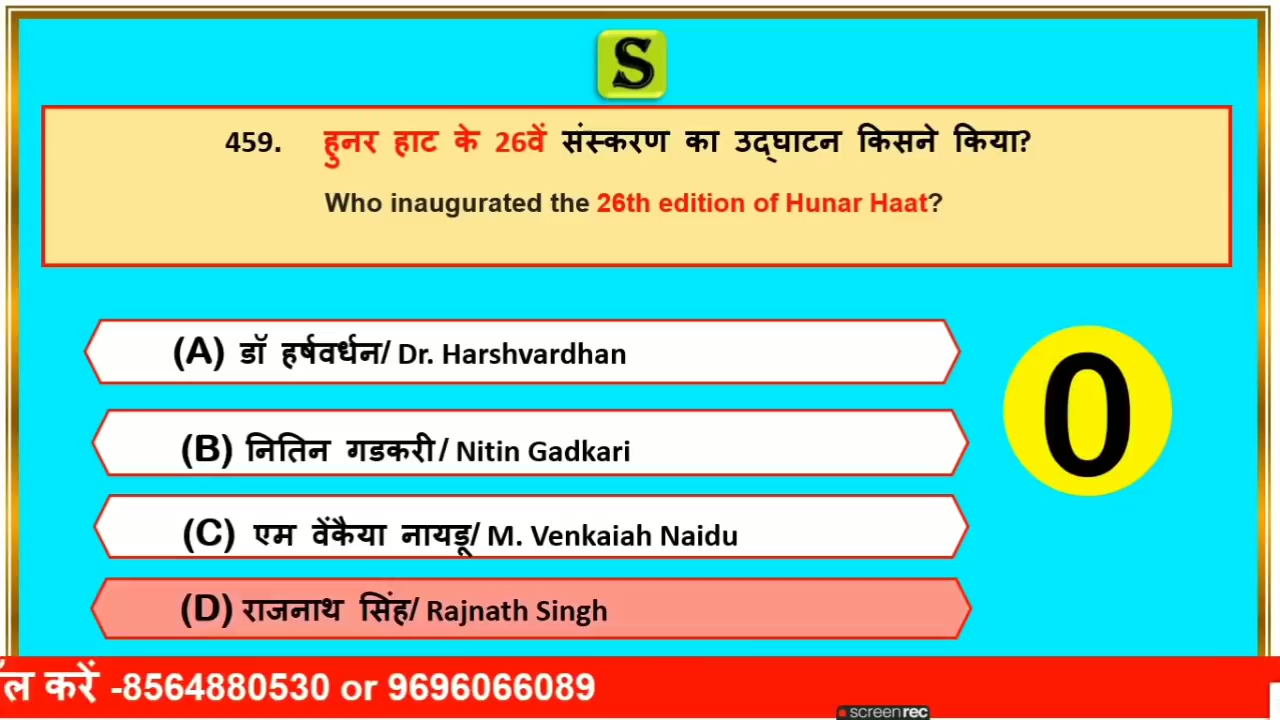 S
459. हुनर हाट के 26वें संस्करण का उद्घाटन किसने किया?
Who inaugurated the 26th edition of Hunar Haat?
(A) डॉ हर्षवर्धन/ Dr. Harshvardhan
0
(B) नितिन गडकरी/ Nitin Gadkari
(C) एम वेंकैया नायडू/ M. Venkaiah Naidu
(D) राजनाथ सिंह/ Rajnath Singh
ॉल करें -8564880530 or 9696066089
screenrec